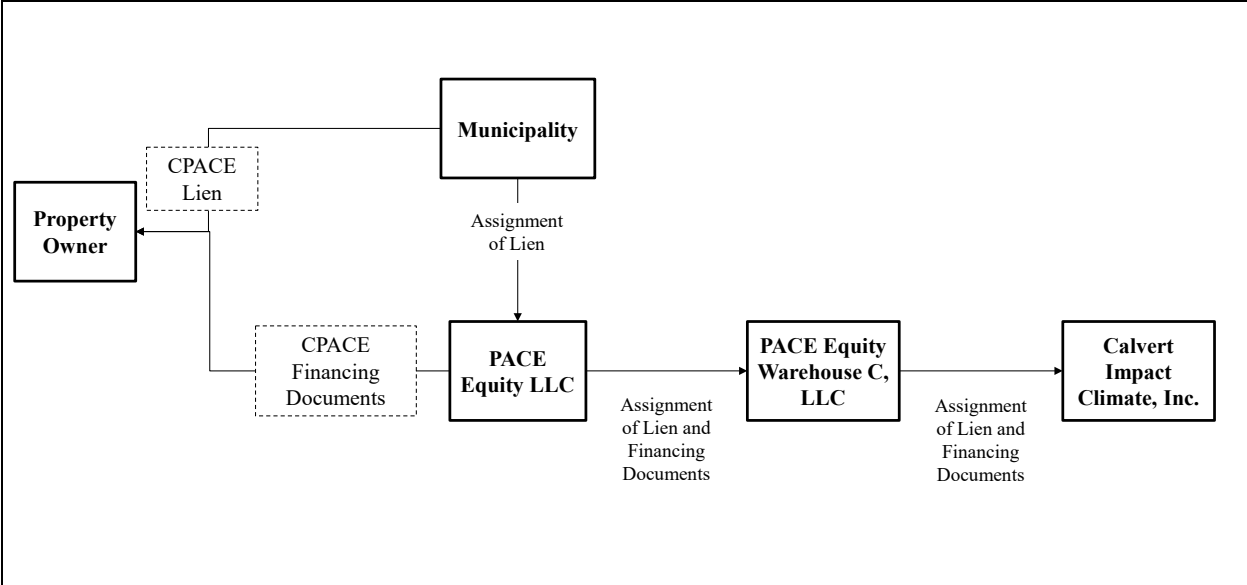 Municipality
CPACE
Lien
Property
Owner
Assignment
of Lien
CPACE
Financing
Documents
PACE
Equity LLC
Assignment
of Lien and
Financing
Documents
PACE Equity
Warehouse C,
LLC
Assignment
of Lien and
Financing
Documents
Calvert
Impact
Climate, Inc.